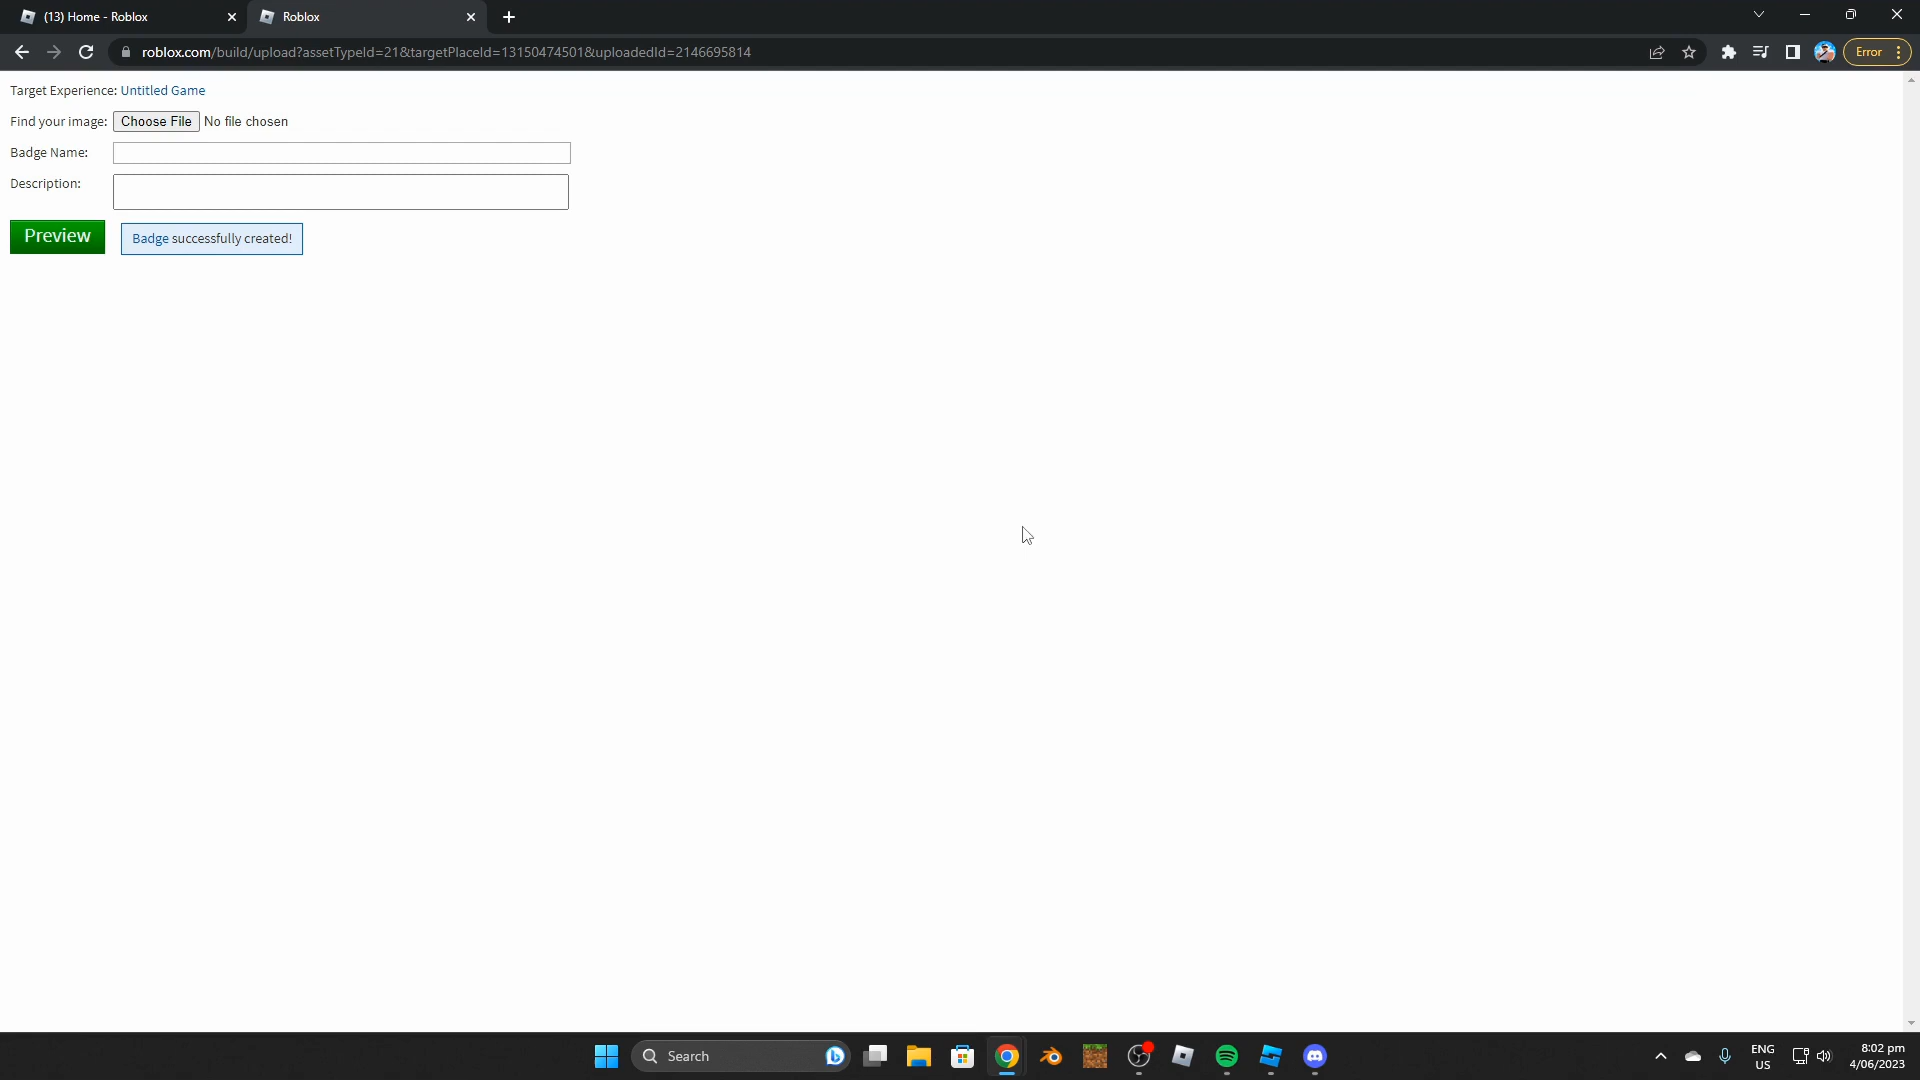 (13) Home - Roblox
Roblox
roblox.com/build/upload?assetTypeId=21&targetPlaceId=13150474501&uploadedId=2146695814
Error
Target Experience: Untitled Game
Find your image: Choose File No file chosen
Badge Name:
Description:
Preview
Badge successfully created!
Search
ENG
US
8:02 pm
4/06/2023